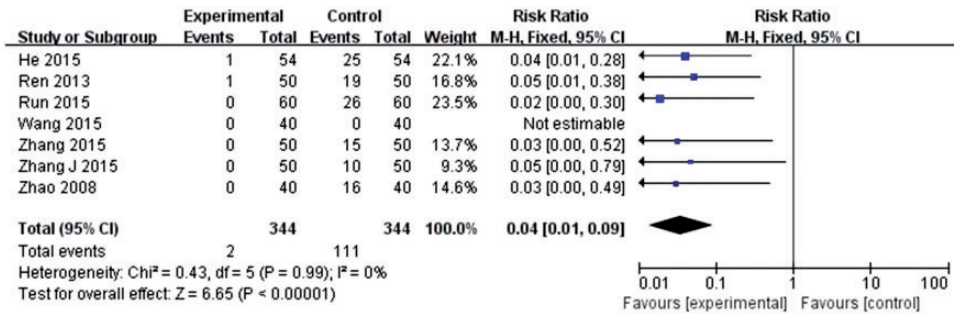 Experimental Control Risk Ratio Risk Ratio
Study or Subgroup Events Total Events Total Weight M-H, Fixed, 95% CI M-H, Fixed, 95% CI
He 2015 1 54 25 54 22.1% 0.04 [0.01, 0.28]
Ren 2013 1 50 19 50 16.8% 0.05 [0.01, 0.38]
Run 2015 0 60 26 60 23.5% 0.02 [0.00, 0.30]
Wang 2015 0 40 0 40 Not estimable
Zhang 2015 0 50 15 50 13.7% 0.03 [0.00, 0.52]
Zhang J 2015 0 50 10 50 9.3% 0.05 [0.00, 0.79]
Zhao 2008 0 40 16 40 14.6% 0.03 [0.00, 0.49]
Total (95% CI) 344 344 100.0% 0.04 [0.01, 0.09]
Total events 2 111
Heterogeneity: Chi² = 0.43, df = 5 (P = 0.99); I² = 0%
Test for overall effect: Z = 6.65 (P < 0.00001)
0.01 0.1 1 10 100
Favours [experimental] Favours [control]